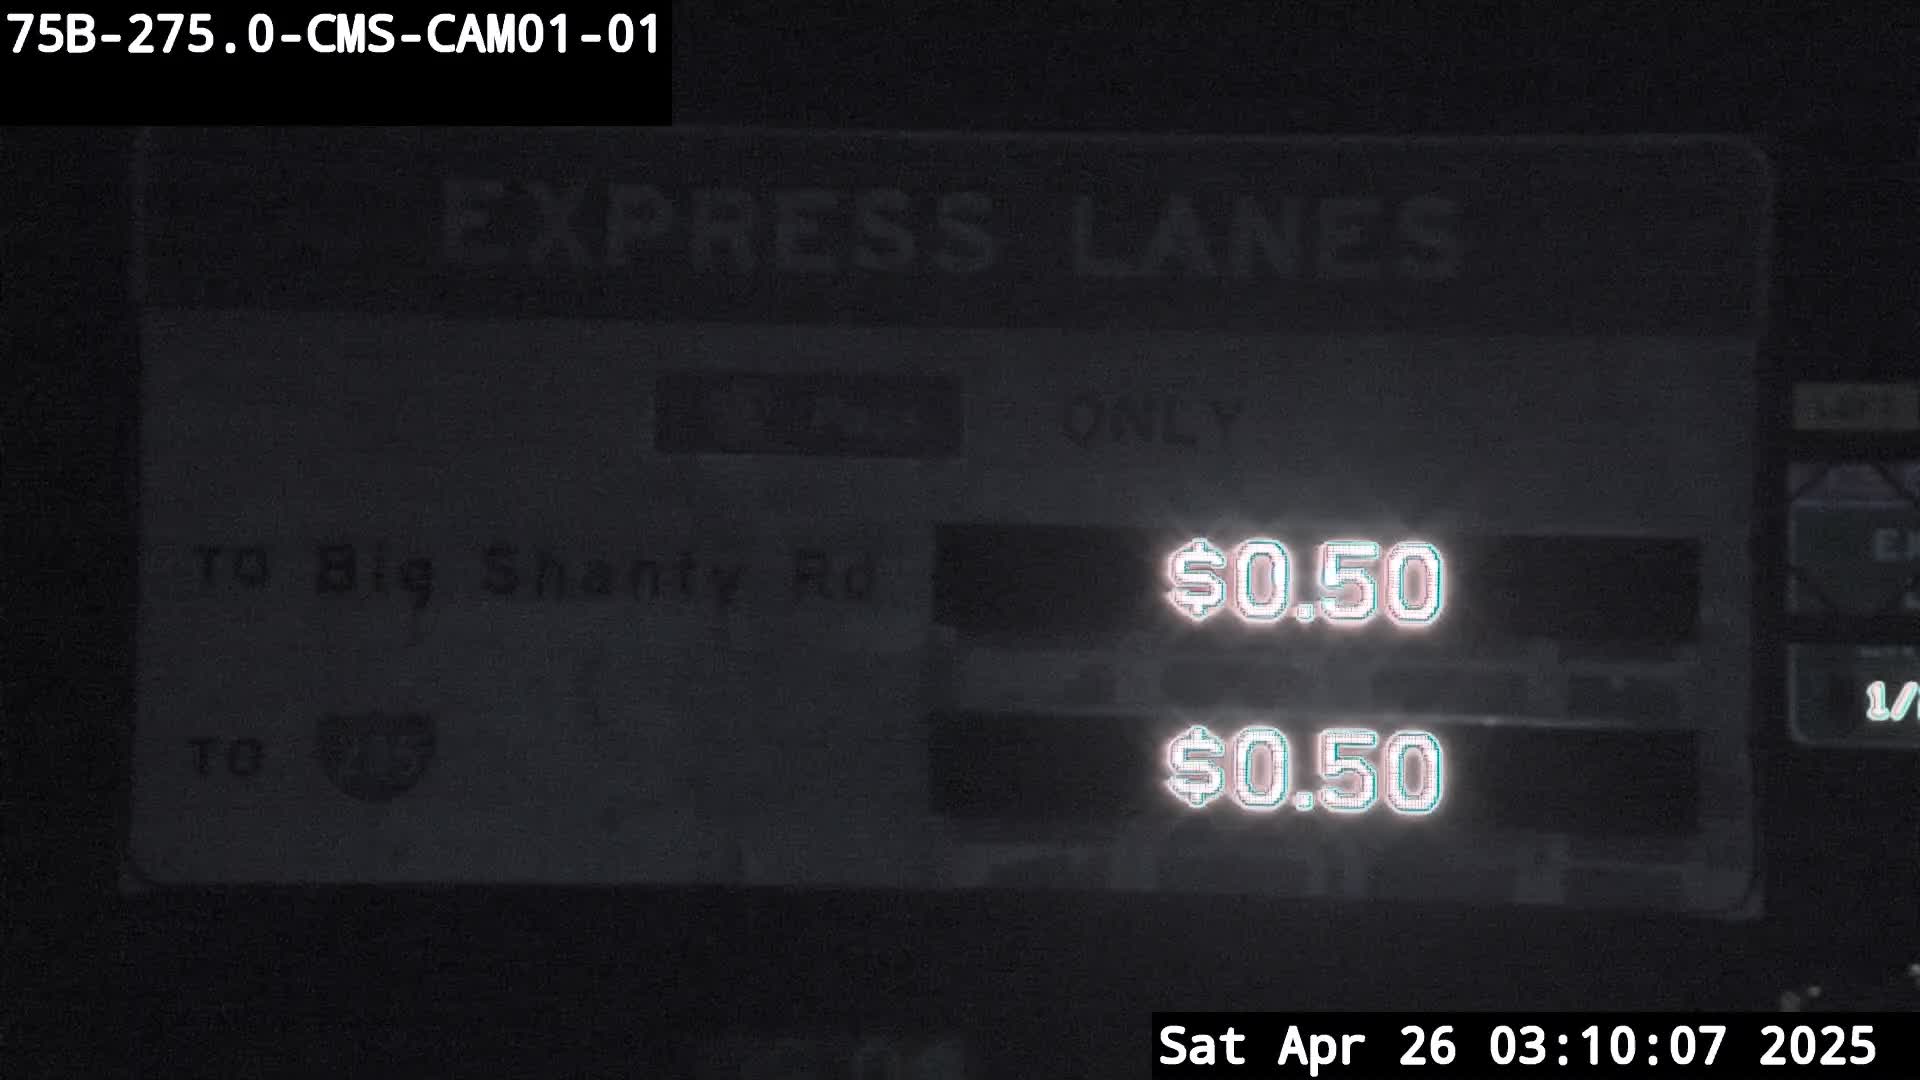 75B-275.0-CMS-CAM01-01
EXPRESS LANES
ONLY
TO Big Shanty Rd $0.50
TO $0.50
1/
Sat Apr 26 03:10:07 2025